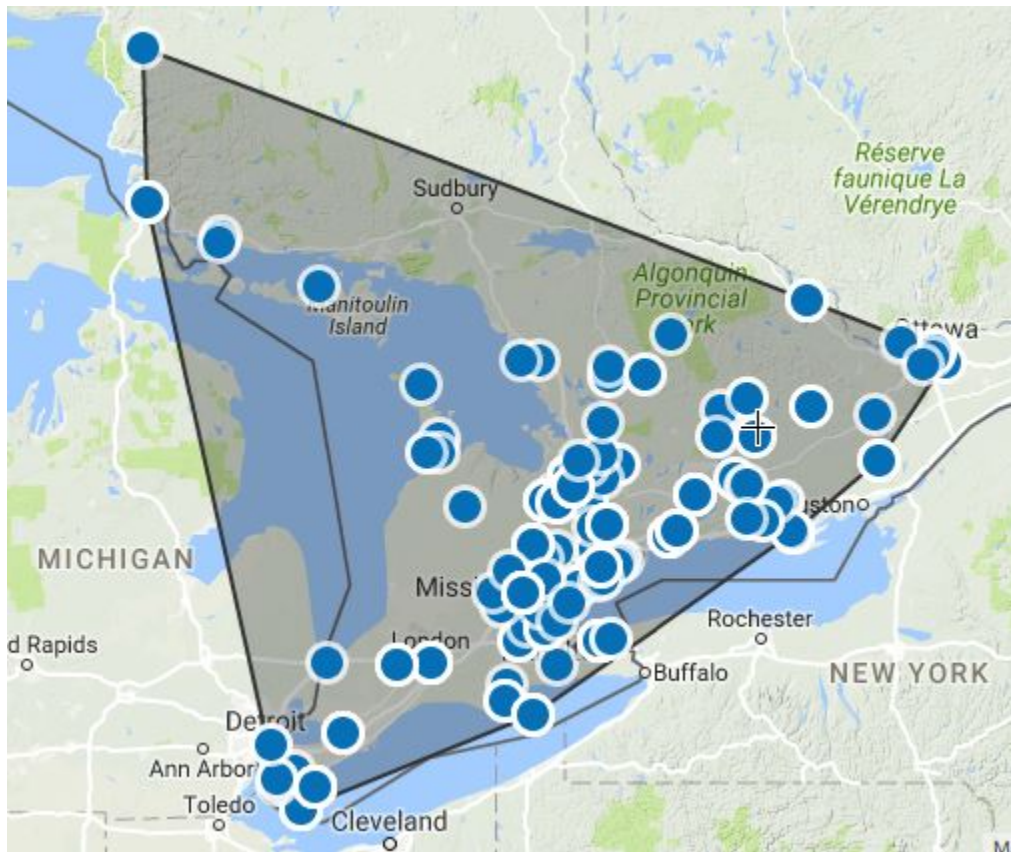 Sudbury
Réserve
faunique La
Vérendrye
Algonquin
Provincial
Manitoulin
Island
Ottawa
MICHIGAN
London
Rochester
d Rapids
Buffalo
NEW YORK
Detroit
Ann Arbor
Toledo
Cleveland